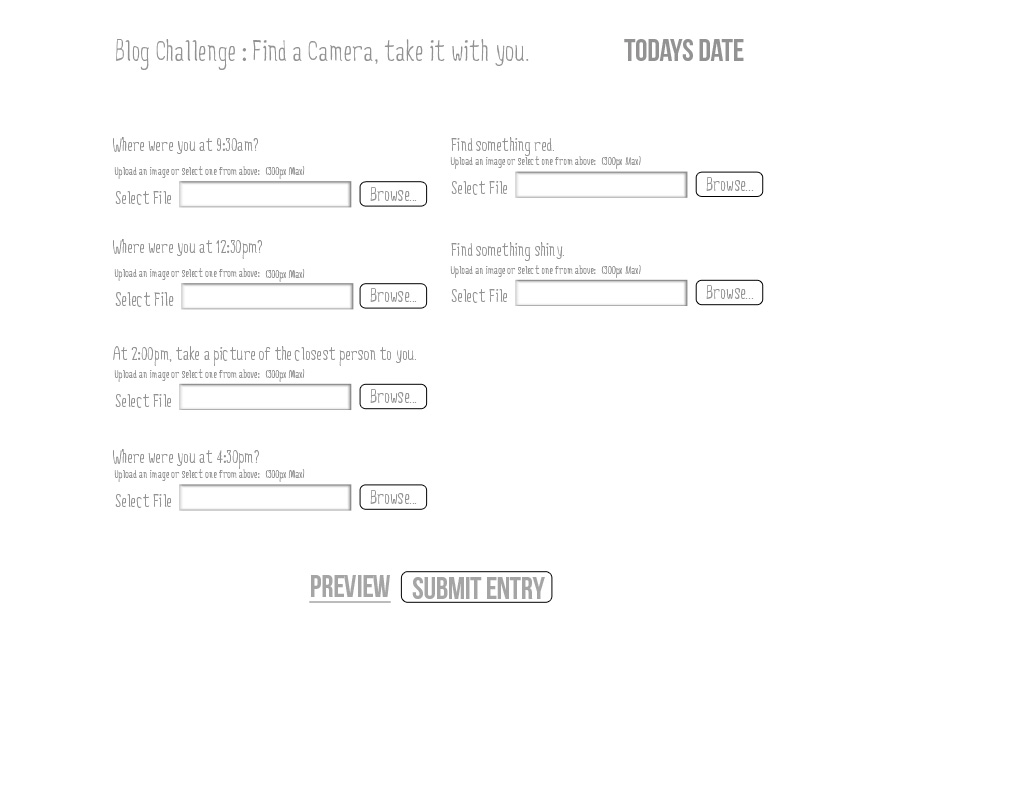 Blog Challenge : Find a Camera, take it with you.
TODAYS DATE
Where were you at 9:30am?
Upload an image or Select one from above: (300px Max)
Select File
Browse...
Where were you at 12:30pm?
Upload an image or Select one from above: (300px Max)
Select File
Browse...
At 2:00pm, take a picture of the closest person to you.
Upload an image or Select one from above: (300px Max)
Select File
Browse...
Where were you at 4:30pm?
Upload an image or Select one from above: (300px Max)
Select File
Browse...
Find something red.
Upload an image or Select one from above: (300px Max)
Select File
Browse...
Find something shiny.
Upload an image or Select one from above: (300px Max)
Select File
Browse...
PREVIEW
SUBMIT ENTRY